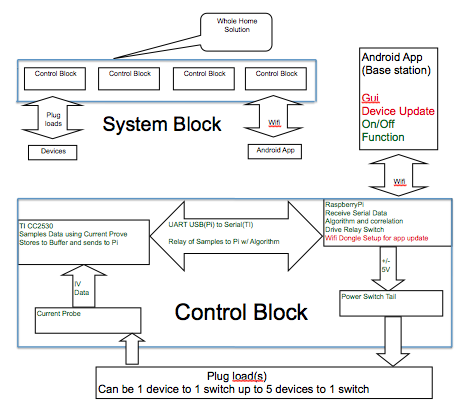 Whole Home
Solution
Control Block
Control Block
Control Block
Control Block
Plug
loads
Wifi
Devices
Android App
System Block
Android App
(Base station)
Gui
Device Update
On/Off
Function
Wifi
TI CC2530
Samples Data using Current Prove
Stores to Buffer and sends to Pi
UART USB(Pi) to Serial(TI)
Relay of Samples to Pi w/ Algorithm
RaspberryPi
Receive Serial Data
Algorithm and correlation
Drive Relay Switch
Wifi Dongle Setup for app update
IV
Data
+/-
5V
Current Probe
Control Block
Power Switch Tail
Plug load(s)
Can be 1 device to 1 switch up to 5 devices to 1 switch